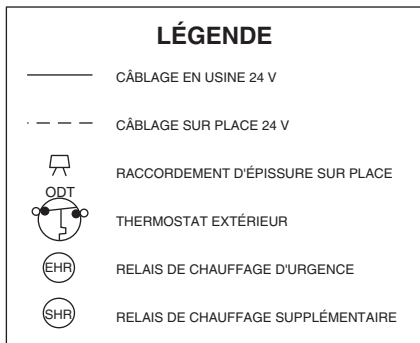 LÉGENDE
CÂBLAGE EN USINE 24 V
CÂBLAGE SUR PLACE 24 V
RACCORDEMENT D'ÉPISSURE SUR PLACE
ODT
THERMOSTAT EXTÉRIEUR
EHR RELAIS DE CHAUFFAGE D'URGENCE
SHR RELAIS DE CHAUFFAGE SUPPLÉMENTAIRE